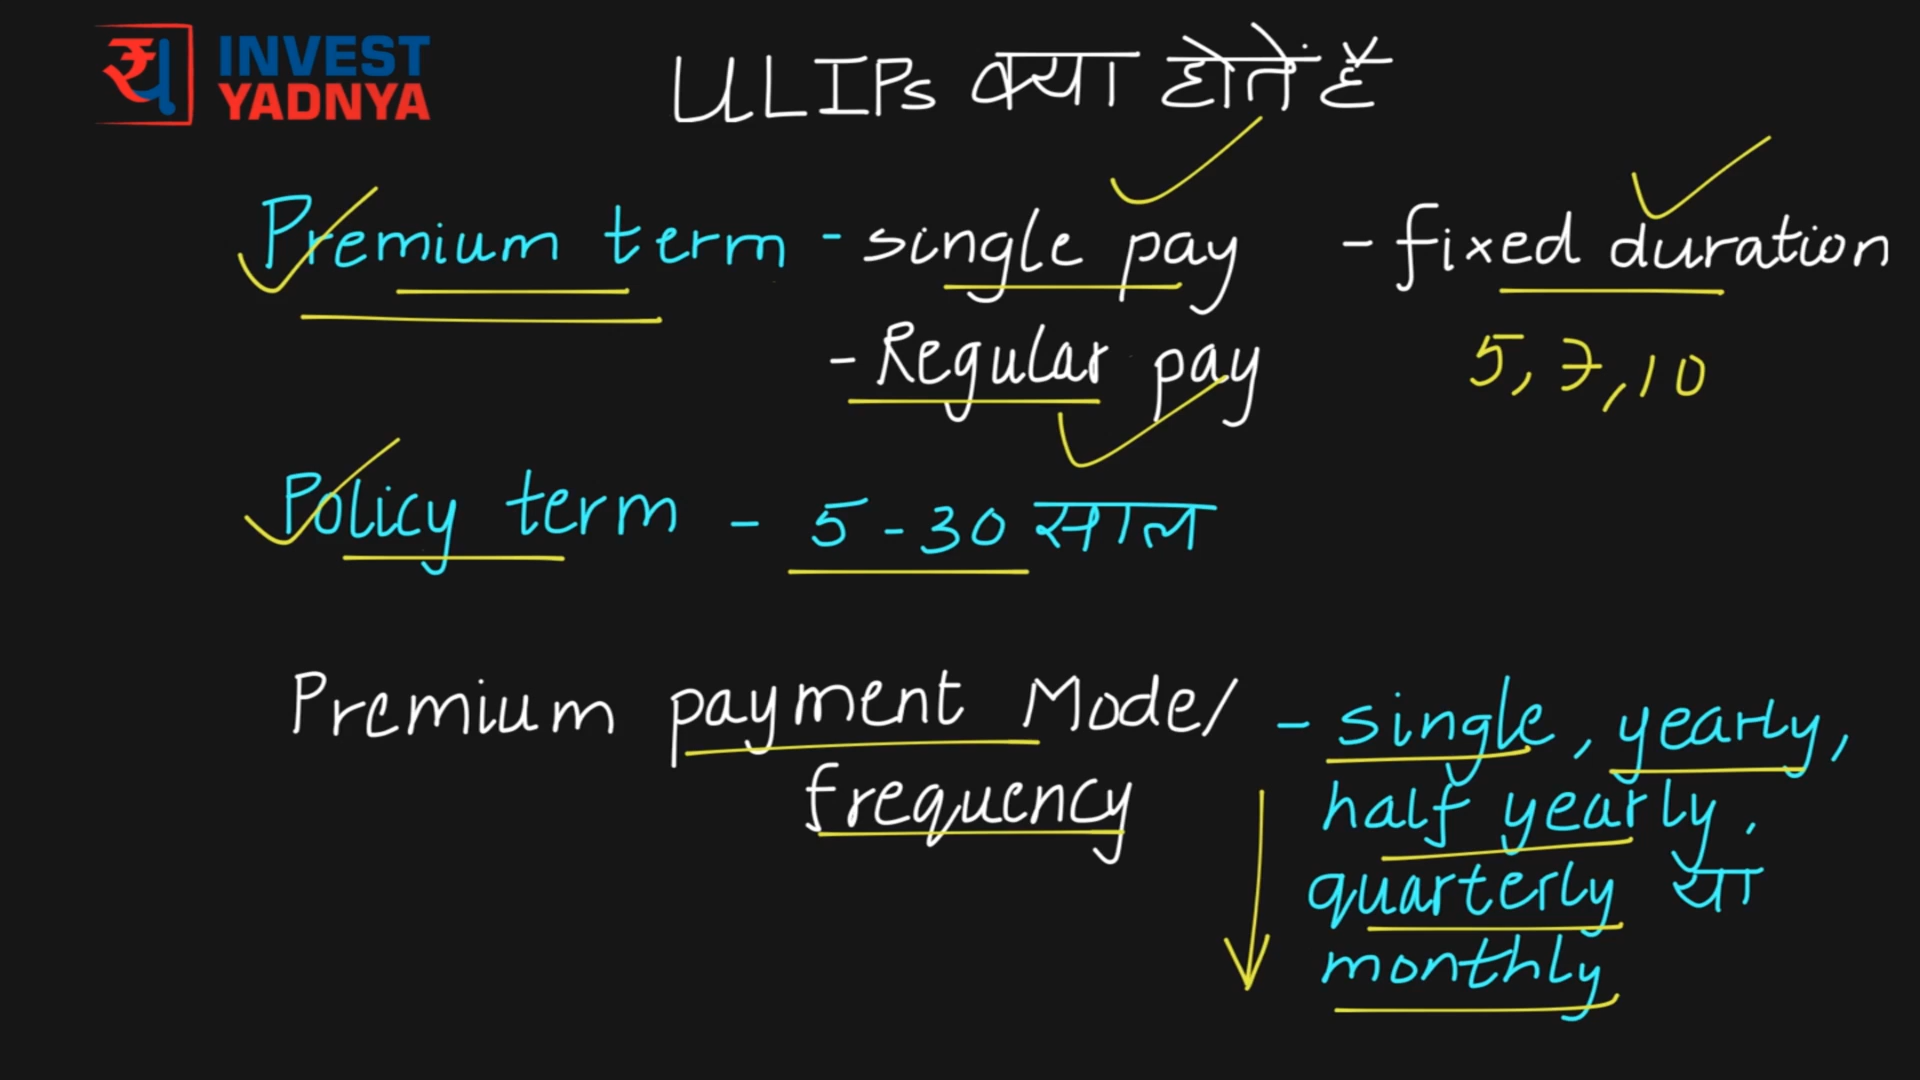 INVEST
YADNYA
ULIPs क्या होते हैं
Premium term - single pay - fixed duration
- Regular pay 5, 7, 10
Policy term - 5 - 30 साल
Premium payment Mode/ - single, yearly,
frequency half yearly,
quarterly या
monthly